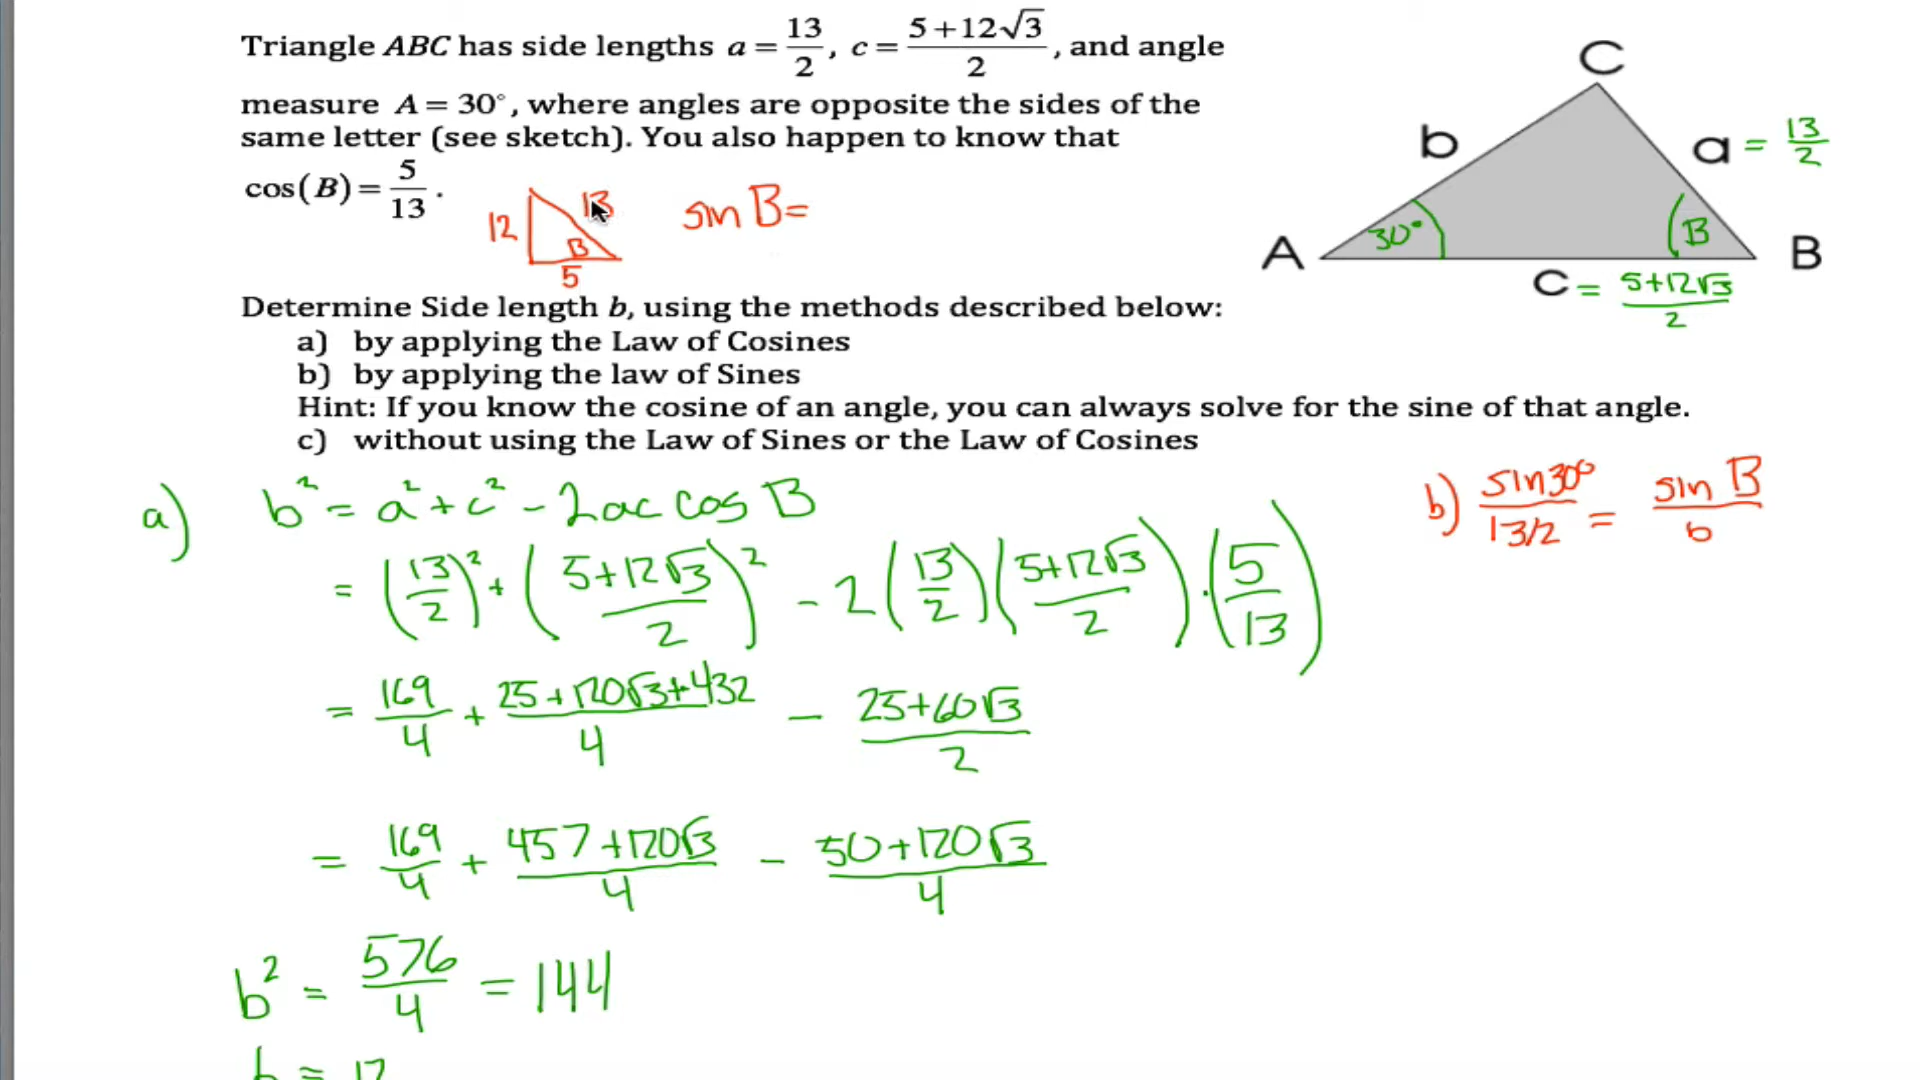 Triangle ABC has side lengths a = 13/2, c = (5+12√3)/2, and angle
measure A = 30°, where angles are opposite the sides of the
same letter (see sketch). You also happen to know that
cos(B) = 5/13.
12 13 B 5
sin B =
C
b
a = 13/2
A 30° B B
C = (5+12√3)/2
Determine Side length b, using the methods described below:
a) by applying the Law of Cosines
b) by applying the law of Sines
Hint: If you know the cosine of an angle, you can always solve for the sine of that angle.
c) without using the Law of Sines or the Law of Cosines
a) b² = a² + c² - 2ac cos B
= (13/2)² + ((5+12√3)/2)² - 2(13/2)((5+12√3)/2)·(5/13)
= 169/4 + (25+120√3+432)/4 - (25+60√3)/2
= 169/4 + (457+120√3)/4 - (50+120√3)/4
b² = 576/4 = 144
b = 12
b) sin30°/(13/2) = sin B/b